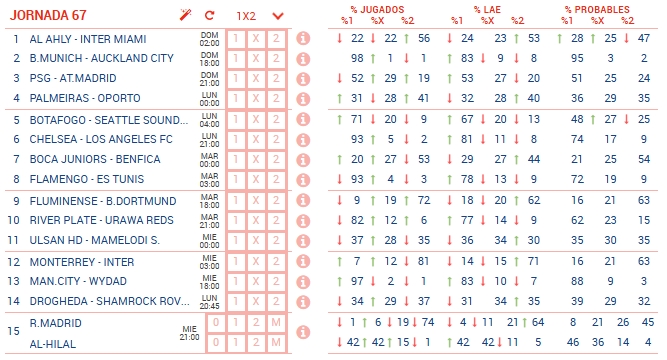 JORNADA 67 1X2 % JUGADOS % LAE % PROBABLES
%1 %X %2 %1 %X %2 %1 %X %2
1 AL AHLY - INTER MIAMI DOM 02:00 1 X 2 i ↓ 22 ↓ 22 ↑ 56 ↓ 24 23 ↑ 53 ↑ 28 ↑ 25 ↓ 47
2 B.MUNICH - AUCKLAND CITY DOM 18:00 1 X 2 i 98 ↑ 1 ↓ 1 ↑ 83 ↓ 9 ↓ 8 95 3 2
3 PSG - AT.MADRID DOM 21:00 1 X 2 i ↓ 52 ↑ 29 ↑ 19 ↑ 53 27 ↓ 20 51 25 24
4 PALMEIRAS - OPORTO LUN 00:00 1 X 2 i ↑ 31 ↓ 28 ↑ 41 ↓ 32 28 ↑ 40 36 29 35
5 BOTAFOGO - SEATTLE SOUND... LUN 04:00 1 X 2 i ↑ 71 ↓ 20 ↓ 9 ↑ 67 ↓ 20 ↓ 13 48 ↑ 27 ↓ 25
6 CHELSEA - LOS ANGELES FC LUN 21:00 1 X 2 i 93 ↑ 5 ↓ 2 ↑ 81 ↓ 11 ↓ 8 74 17 9
7 BOCA JUNIORS - BENFICA MAR 00:00 1 X 2 i ↑ 20 ↑ 27 ↓ 53 ↓ 29 27 ↑ 44 21 25 54
8 FLAMENGO - ES TUNIS MAR 03:00 1 X 2 i ↓ 93 ↑ 4 ↓ 3 ↑ 78 ↓ 13 ↓ 9 72 19 9
9 FLUMINENSE - B.DORTMUND MAR 18:00 1 X 2 i ↓ 9 ↑ 19 ↑ 72 ↓ 18 ↓ 20 ↑ 62 16 21 63
10 RIVER PLATE - URAWA REDS MAR 21:00 1 X 2 i ↓ 82 ↑ 12 ↑ 6 ↑ 77 ↓ 14 ↓ 9 62 23 15
11 ULSAN HD - MAMELODI S. MIE 00:00 1 X 2 i ↓ 37 ↑ 28 ↓ 35 ↓ 36 ↑ 34 ↓ 30 35 30 35
12 MONTERREY - INTER MIE 03:00 1 X 2 i ↑ 7 ↑ 12 ↓ 81 ↓ 14 ↓ 15 ↑ 71 16 21 63
13 MAN.CITY - WYDAD MIE 18:00 1 X 2 i ↑ 97 ↓ 2 ↓ 1 ↑ 83 ↓ 10 ↓ 7 88 9 3
14 DROGHEDA - SHAMROCK ROV... LUN 20:45 1 X 2 i ↓ 34 ↑ 29 ↓ 37 ↓ 31 ↓ 34 ↑ 35 39 29 32
15 R.MADRID MIE 21:00 0 1 2 M i ↓ 1 ↑ 6 ↓ 19 ↓ 74 ↓ 4 ↓ 11 21 ↑ 64 8 21 26 45
AL-HILAL 0 1 2 M ↓ 42 ↑ 42 ↑ 15 ↓ 1 ↑ 42 42 ↓ 11 5 46 36 14 4